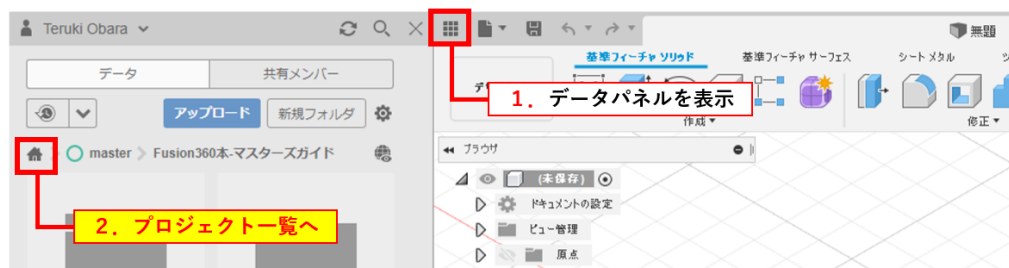 Teruki Obara
無題
データ
共有メンバー
アップロード
新規フォルダ
master
Fusion360本-マスターズガイド
基準フィーチャ ソリッド
基準フィーチャ サーフェス
シート メタル
1. データパネルを表示
作成
修正
ブラウザ
(未保存)
ドキュメントの設定
ビュー管理
原点
2. プロジェクト一覧へ